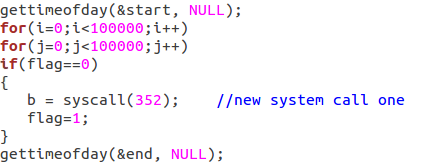 gettimeofday(&start, NULL);
for(i=0;i<100000;i++)
for(j=0;j<100000;j++)
if(flag==0)
{
   b = syscall(352);    //new system call one
   flag=1;
}
gettimeofday(&end, NULL);